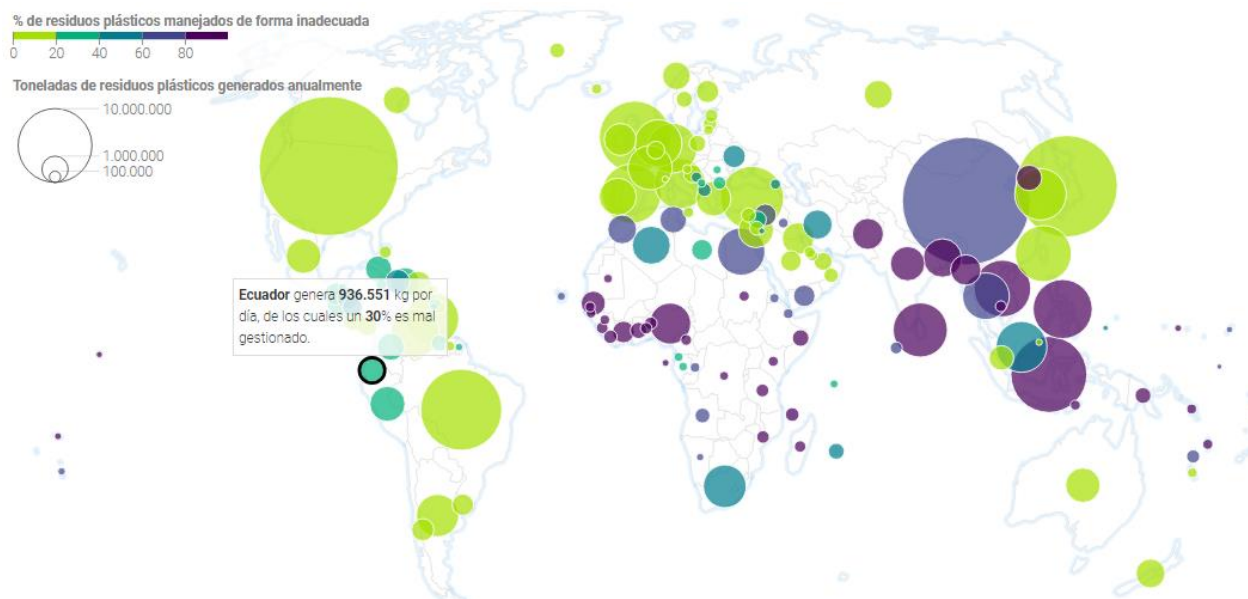 % de residuos plásticos manejados de forma inadecuada
0 20 40 60 80
Toneladas de residuos plásticos generados anualmente
10.000.000
1.000.000
100.000
Ecuador genera 936.551 kg por
día, de los cuales un 30% es mal
gestionado.